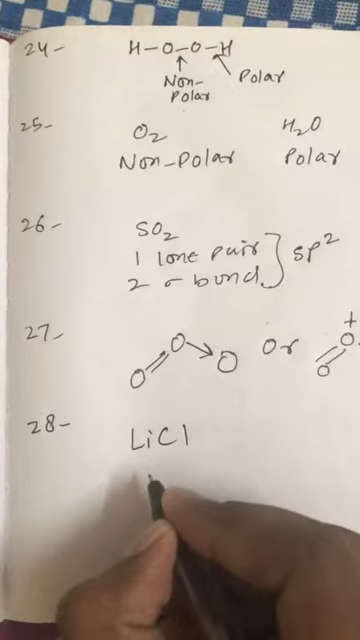 24- H-O-O-H
Non-Polar Polar
25- O2 H2O
Non-Polar Polar
26- SO2
1 lone pair } SP2
2 σ bond
27- O=O→O Or O=O+
28- LiCl